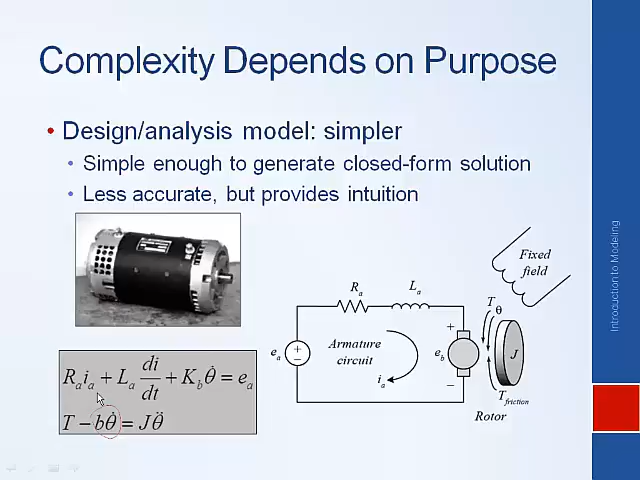 Complexity Depends on Purpose
• Design/analysis model: simpler
• Simple enough to generate closed-form solution
• Less accurate, but provides intuition
Fixed
field
R_a
L_a
T
θ
+
e_a
+
−
Armature
circuit
e_b
J
i_a
−
T_friction
Rotor
R_a i_a + L_a di/dt + K_b θ̇ = e_a
T − bθ̇ = Jθ̈
Introduction to Modeling